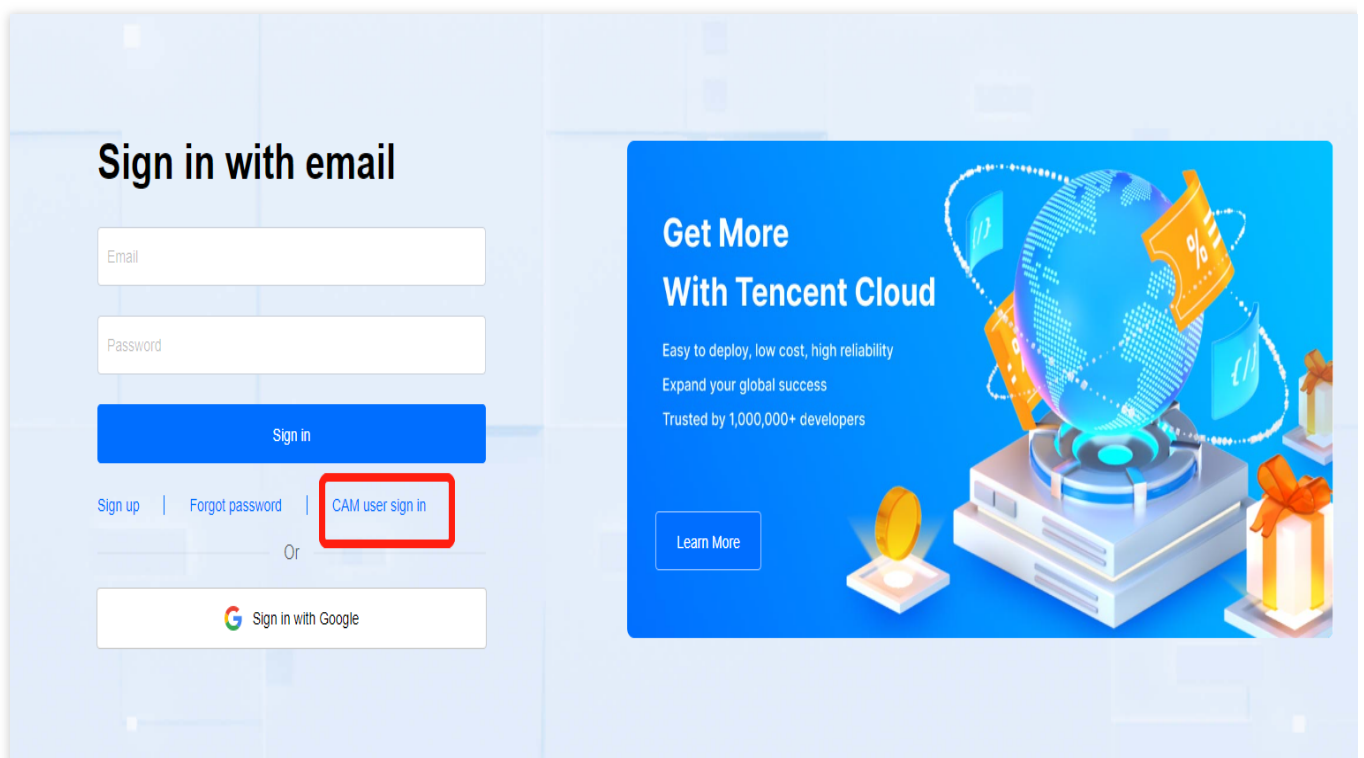 Sign in with email
Email
Password
Sign in
Sign up | Forgot password | CAM user sign in
Or
Sign in with Google
Get More
With Tencent Cloud
Easy to deploy, low cost, high reliability
Expand your global success
Trusted by 1,000,000+ developers
Learn More
{/}
%
{/}